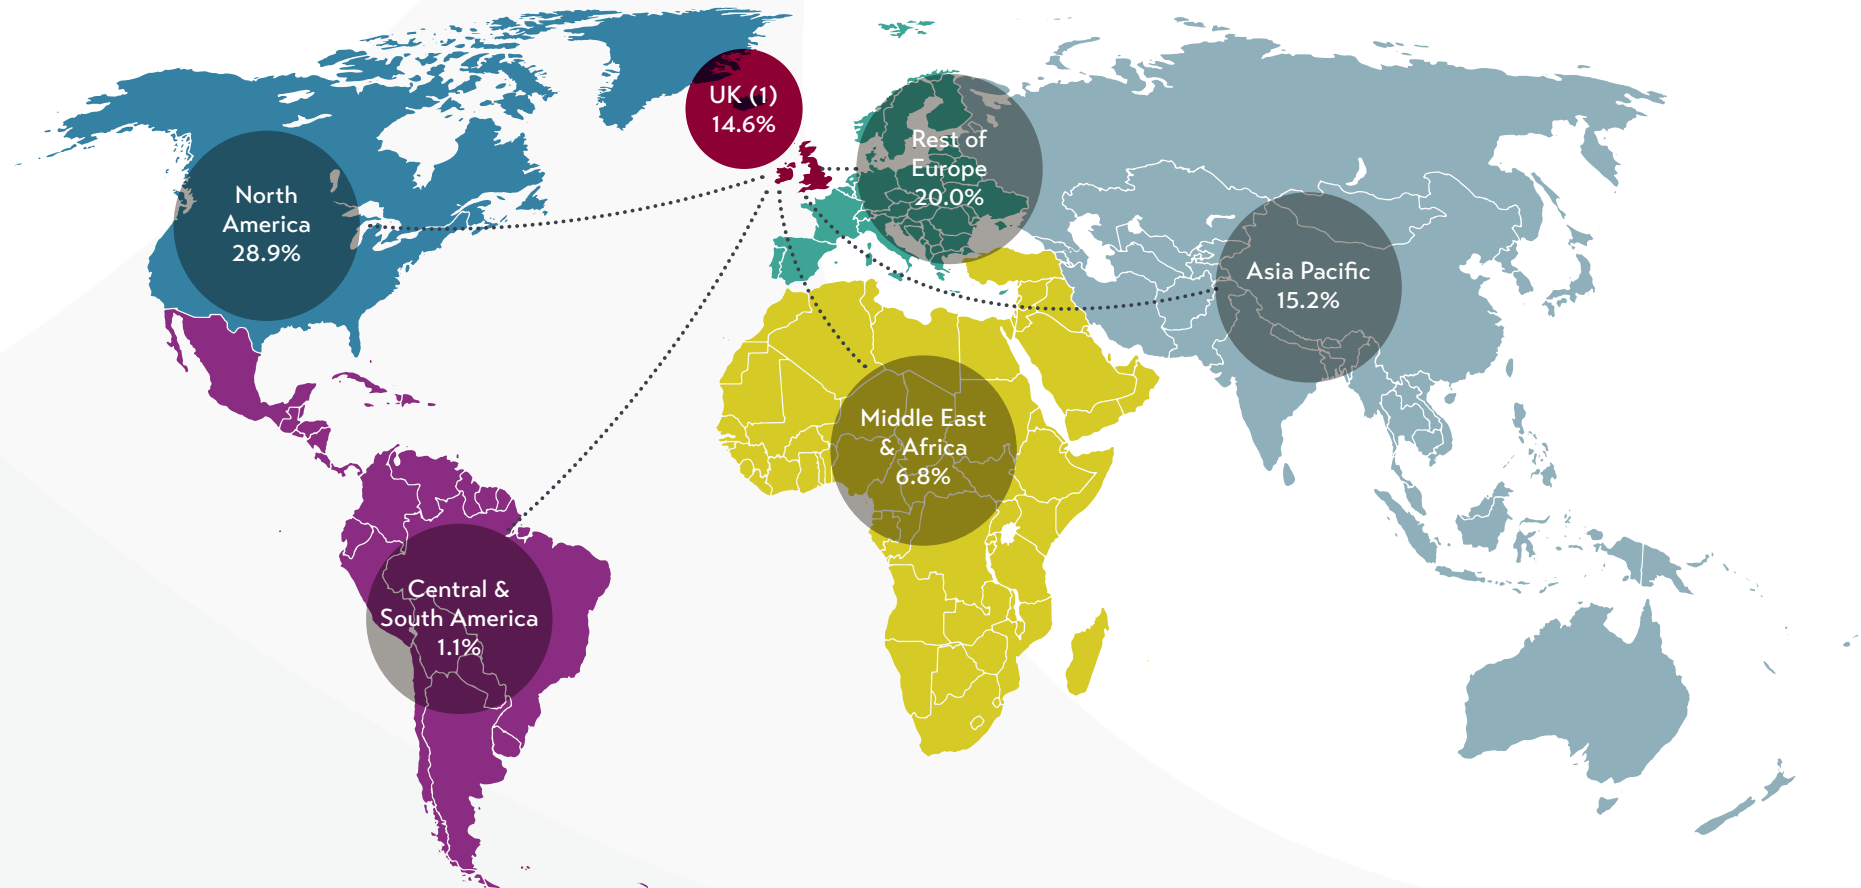 UK (1)
14.6%
Rest of
Europe
20.0%
North
America
28.9%
Asia Pacific
15.2%
Middle East
& Africa
6.8%
Central &
South America
1.1%